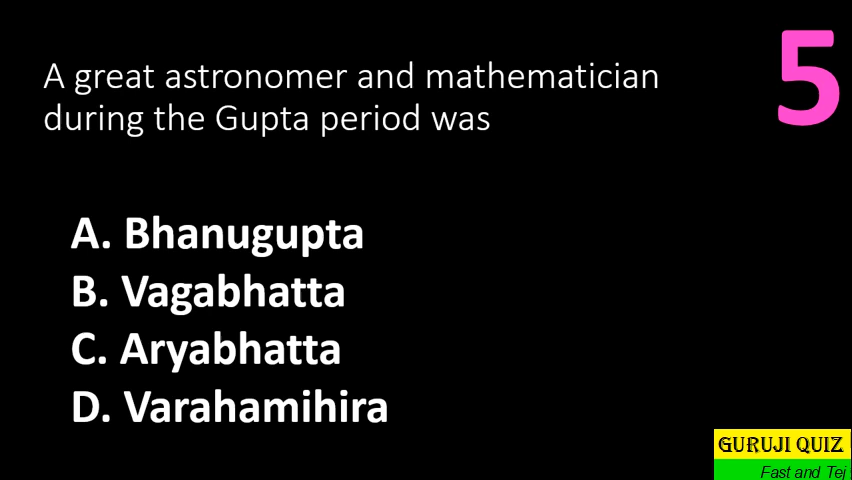 A great astronomer and mathematician
during the Gupta period was
5
A. Bhanugupta
B. Vagabhatta
C. Aryabhatta
D. Varahamihira
GURUJI QUIZ
Fast and Tej